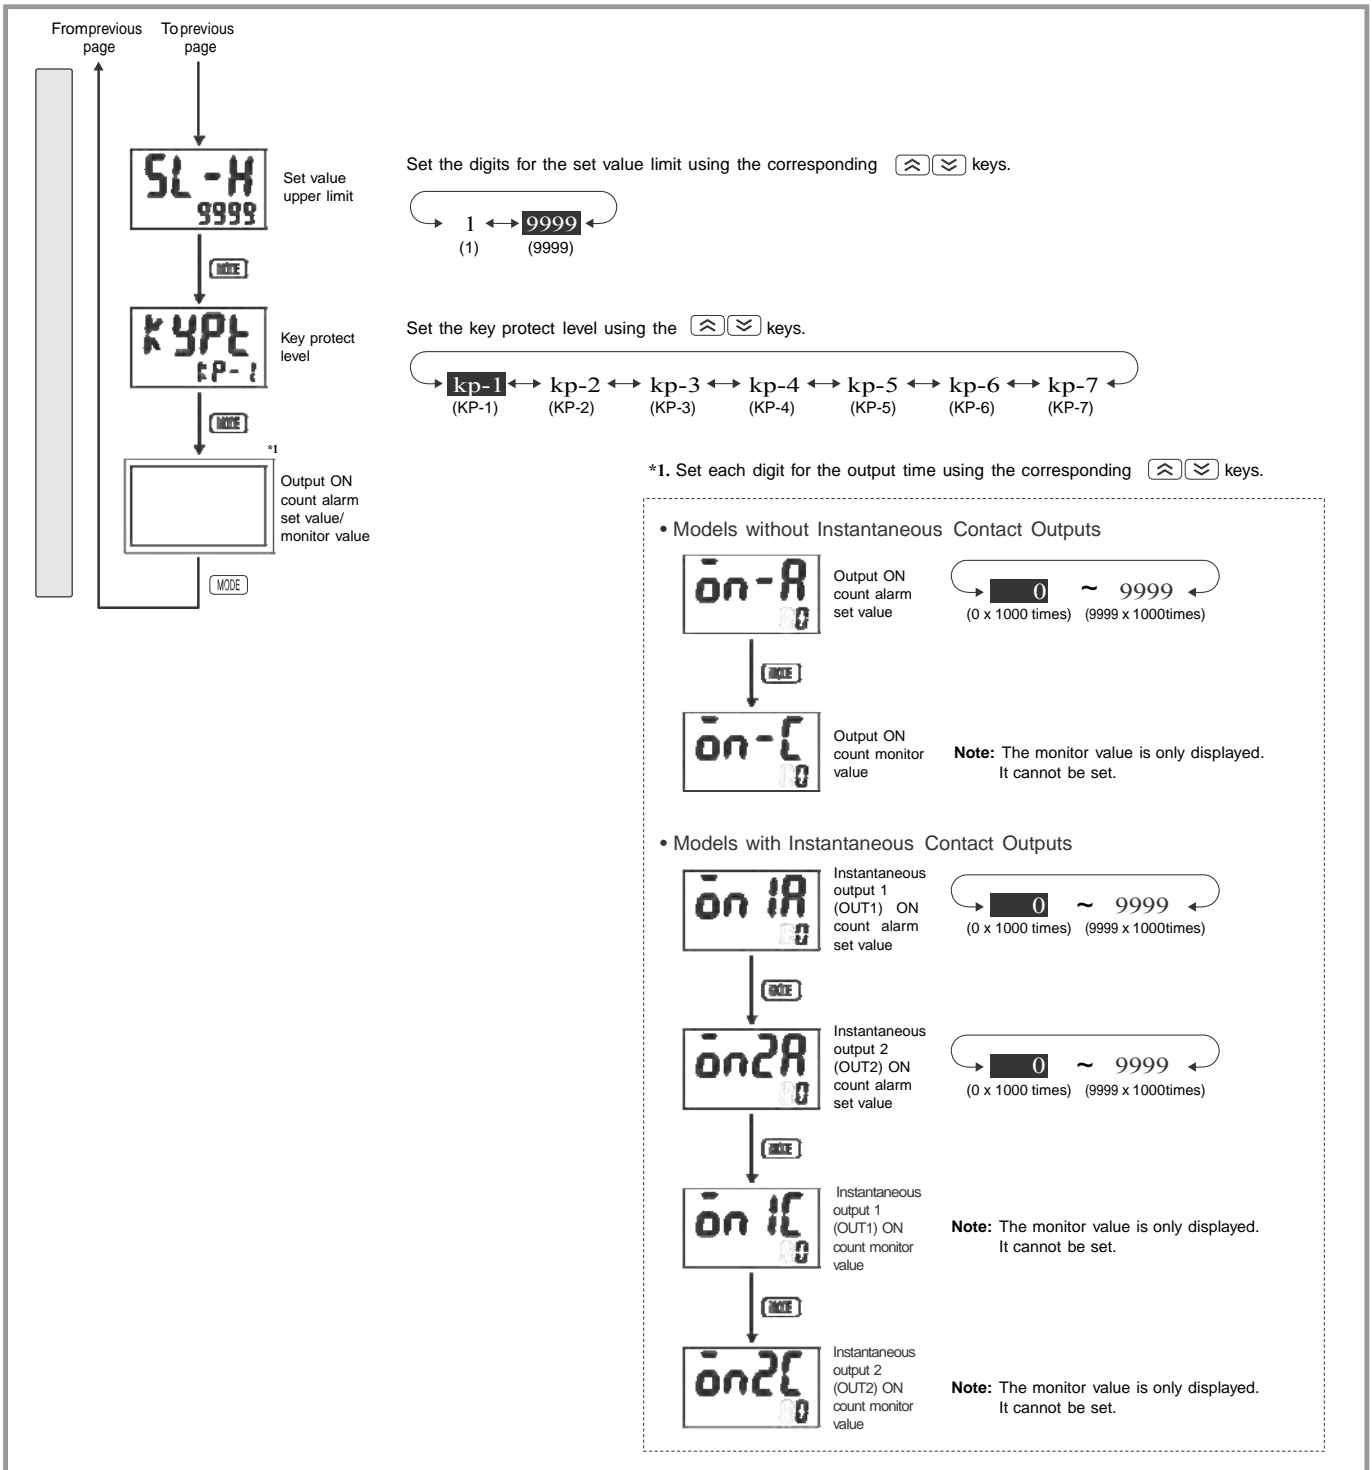 Fromprevious page
To previous page
SL-H
9999
Set value
upper limit
Set the digits for the set value limit using the corresponding keys.
1 9999
(1) (9999)
MODE
KYPt
KP-1
Key protect
level
Set the key protect level using the keys.
kp-1 kp-2 kp-3 kp-4 kp-5 kp-6 kp-7
(KP-1) (KP-2) (KP-3) (KP-4) (KP-5) (KP-6) (KP-7)
MODE
*1
Output ON
count alarm
set value/
monitor value
MODE
*1. Set each digit for the output time using the corresponding keys.
• Models without Instantaneous Contact Outputs
on-A
0
Output ON
count alarm
set value
0 ~ 9999
(0 x 1000 times) (9999 x 1000times)
MODE
on-C
0
Output ON
count monitor
value
Note: The monitor value is only displayed.
It cannot be set.
• Models with Instantaneous Contact Outputs
on1A
0
Instantaneous
output 1
(OUT1) ON
count alarm
set value
0 ~ 9999
(0 x 1000 times) (9999 x 1000times)
MODE
on2A
0
Instantaneous
output 2
(OUT2) ON
count alarm
set value
0 ~ 9999
(0 x 1000 times) (9999 x 1000times)
MODE
on1C
0
Instantaneous
output 1
(OUT1) ON
count monitor
value
Note: The monitor value is only displayed.
It cannot be set.
MODE
on2C
0
Instantaneous
output 2
(OUT2) ON
count monitor
value
Note: The monitor value is only displayed.
It cannot be set.